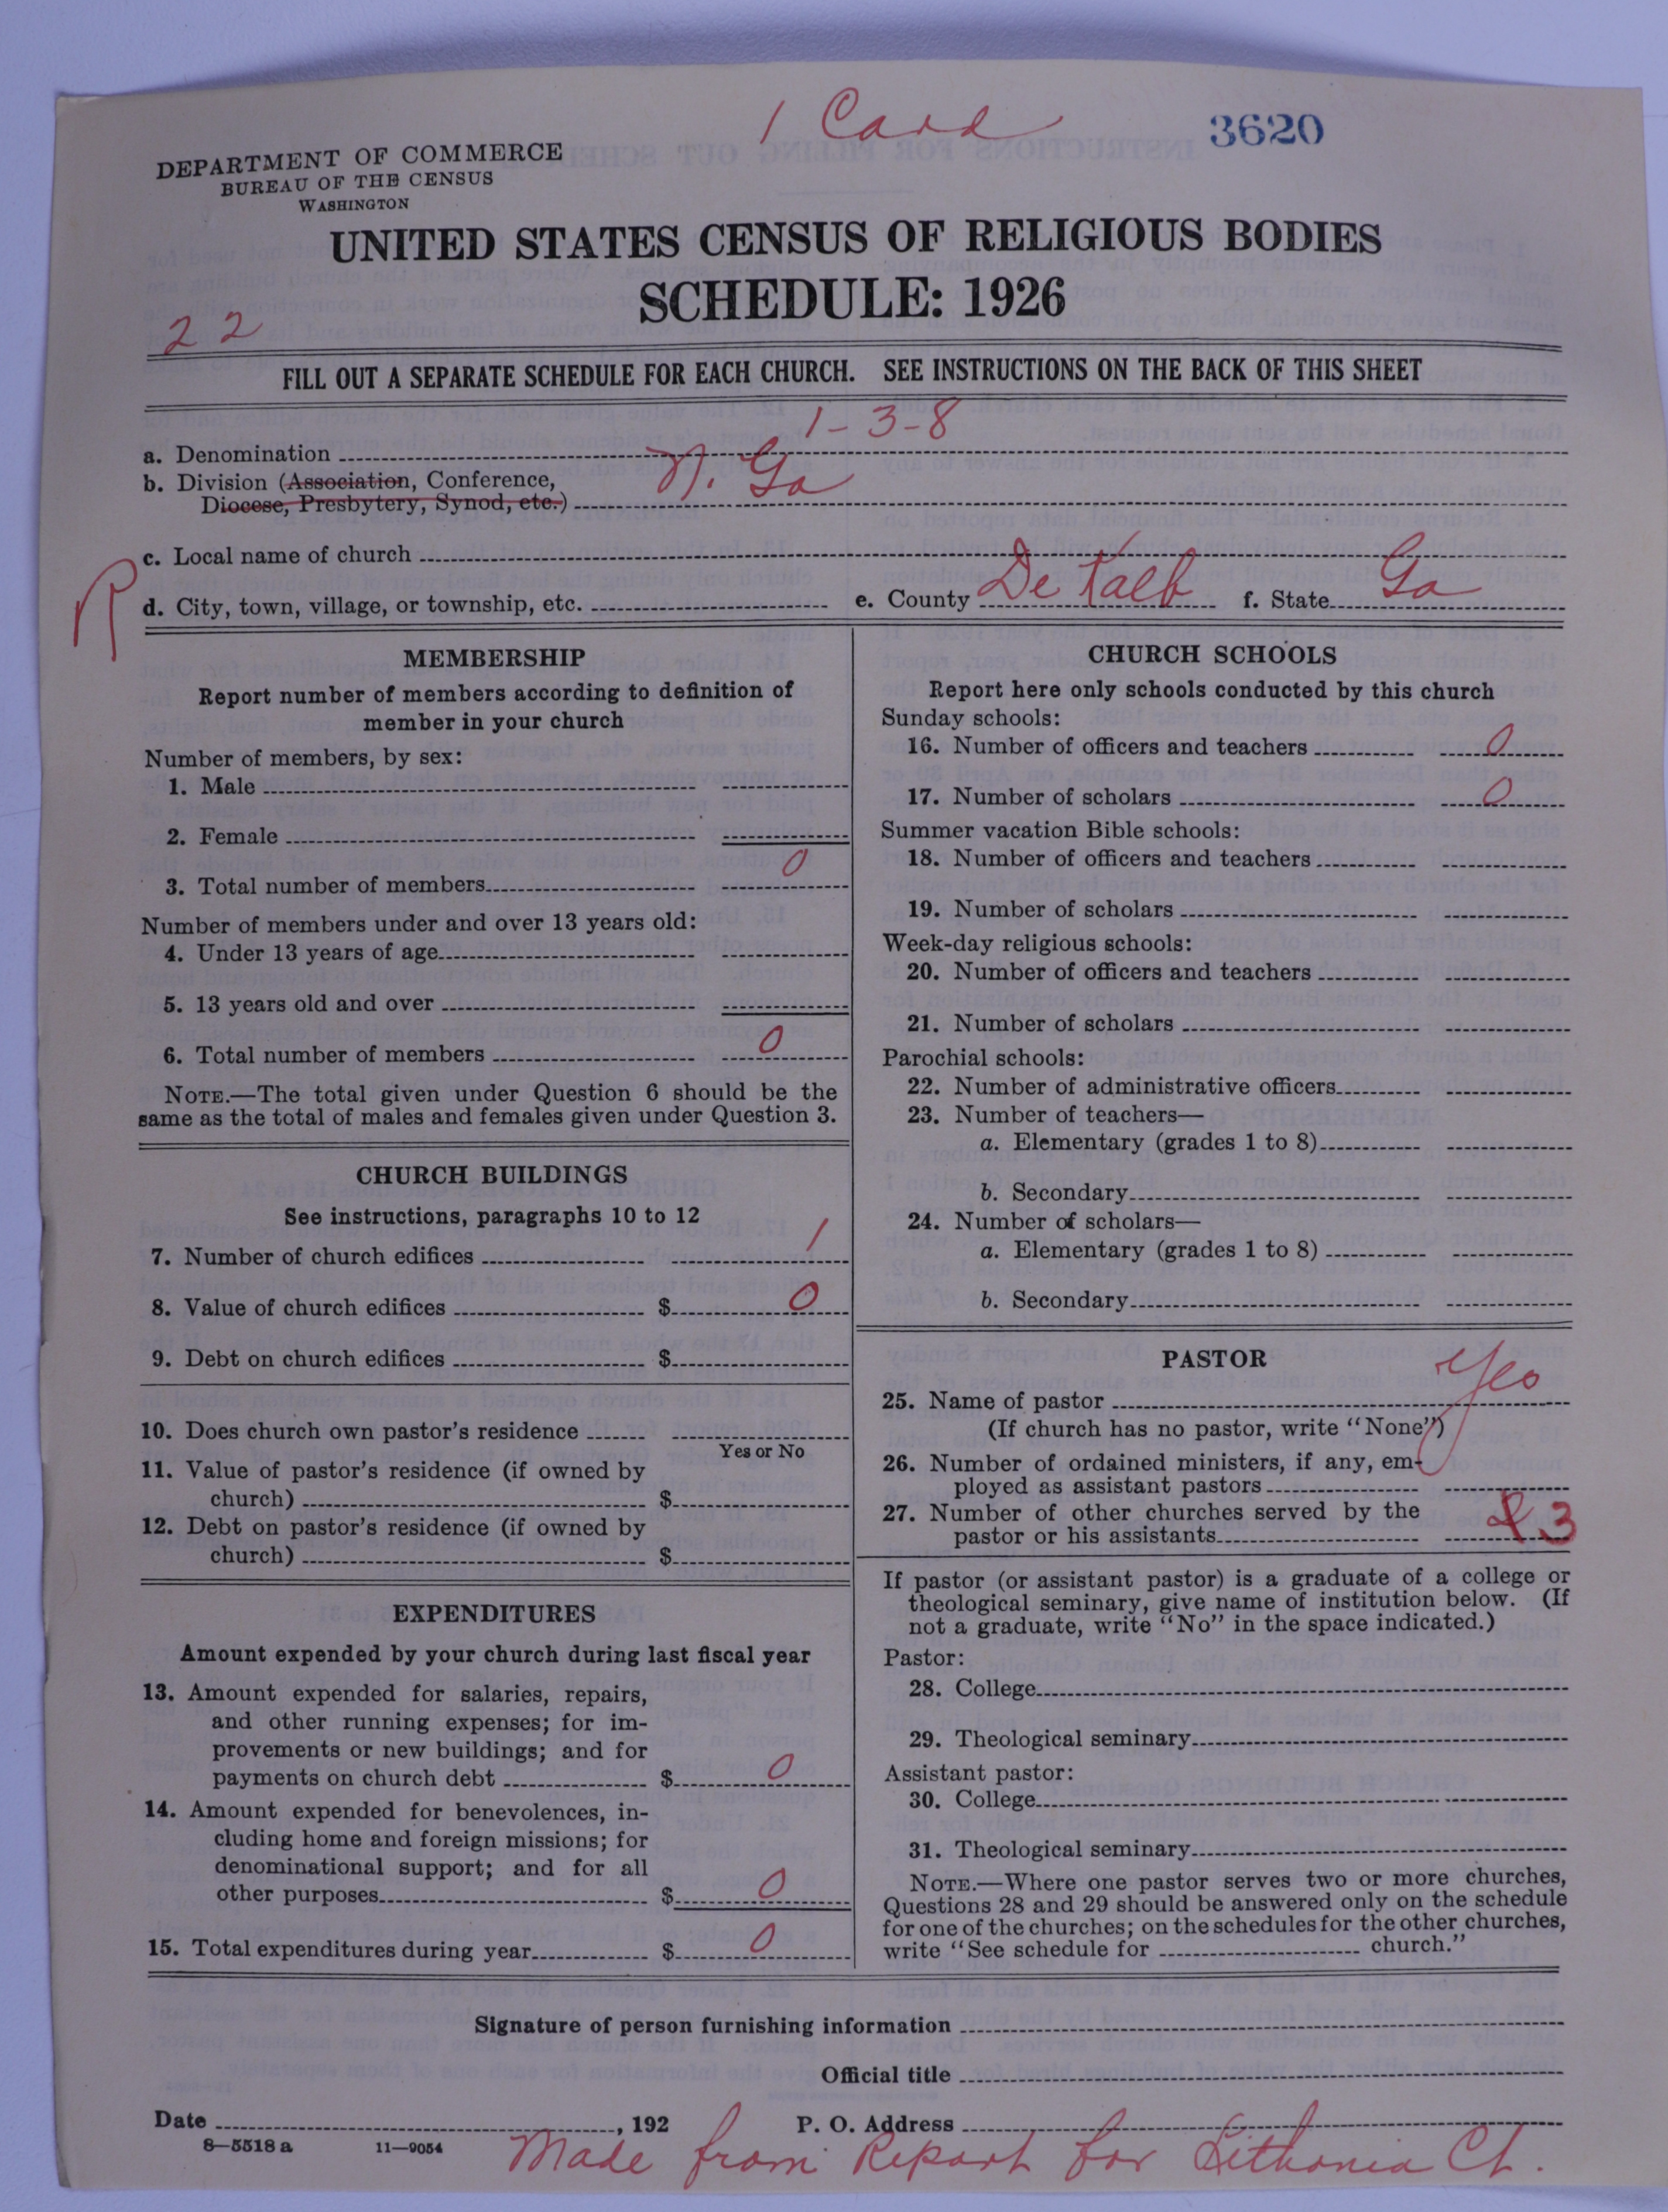 1 Card
3620
DEPARTMENT OF COMMERCE
BUREAU OF THE CENSUS
WASHINGTON
UNITED STATES CENSUS OF RELIGIOUS BODIES
SCHEDULE: 1926
22
FILL OUT A SEPARATE SCHEDULE FOR EACH CHURCH. SEE INSTRUCTIONS ON THE BACK OF THIS SHEET
1-3-8
a. Denomination
b. Division (Association, Conference, N. Ga
Diocese, Presbytery, Synod, etc.)
c. Local name of church
R
d. City, town, village, or township, etc. e. County De Kalb f. State Ga
MEMBERSHIP
Report number of members according to definition of
member in your church
Number of members, by sex:
1. Male
2. Female
3. Total number of members 0
Number of members under and over 13 years old:
4. Under 13 years of age
5. 13 years old and over
6. Total number of members 0
NOTE.—The total given under Question 6 should be the
same as the total of males and females given under Question 3.
CHURCH BUILDINGS
See instructions, paragraphs 10 to 12
7. Number of church edifices 1
8. Value of church edifices $ 0
9. Debt on church edifices $
10. Does church own pastor's residence
Yes or No
11. Value of pastor's residence (if owned by
church) $
12. Debt on pastor's residence (if owned by
church) $
EXPENDITURES
Amount expended by your church during last fiscal year
13. Amount expended for salaries, repairs,
and other running expenses; for im-
provements or new buildings; and for
payments on church debt $ 0
14. Amount expended for benevolences, in-
cluding home and foreign missions; for
denominational support; and for all
other purposes $ 0
15. Total expenditures during year $ 0
CHURCH SCHOOLS
Report here only schools conducted by this church
Sunday schools:
16. Number of officers and teachers 0
17. Number of scholars 0
Summer vacation Bible schools:
18. Number of officers and teachers
19. Number of scholars
Week-day religious schools:
20. Number of officers and teachers
21. Number of scholars
Parochial schools:
22. Number of administrative officers
23. Number of teachers—
a. Elementary (grades 1 to 8)
b. Secondary
24. Number of scholars—
a. Elementary (grades 1 to 8)
b. Secondary
PASTOR
25. Name of pastor Yes
(If church has no pastor, write "None")
26. Number of ordained ministers, if any, em-
ployed as assistant pastors
27. Number of other churches served by the
pastor or his assistants 3
If pastor (or assistant pastor) is a graduate of a college or
theological seminary, give name of institution below. (If
not a graduate, write "No" in the space indicated.)
Pastor:
28. College
29. Theological seminary
Assistant pastor:
30. College
31. Theological seminary
NOTE.—Where one pastor serves two or more churches,
Questions 28 and 29 should be answered only on the schedule
for one of the churches; on the schedules for the other churches,
write "See schedule for church."
Signature of person furnishing information
Official title
Date , 192 P. O. Address
8—5518 a 11—9054
Made from Report for Lithonia Ct.